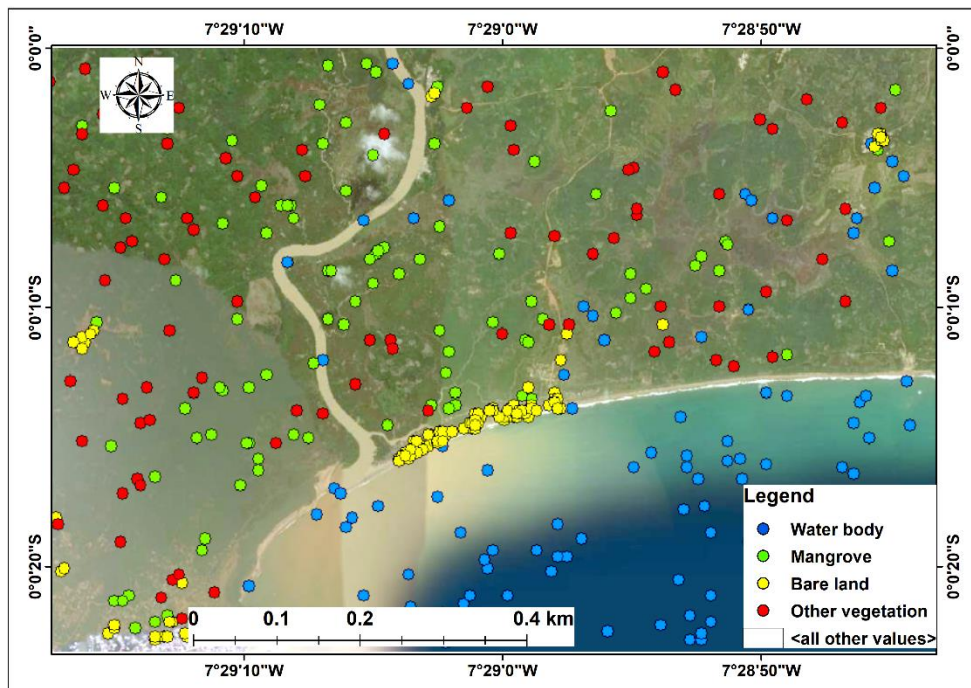 7°29'10"W 7°29'0"W 7°28'50"W
0°0'0" 0°0'0"
N
W E
S
0°0'10"S 0°0'10"S
0°0'20"S 0°0'20"S
Legend
Water body
Mangrove
Bare land
Other vegetation
<all other values>
0 0.1 0.2 0.4 km
7°29'10"W 7°29'0"W 7°28'50"W